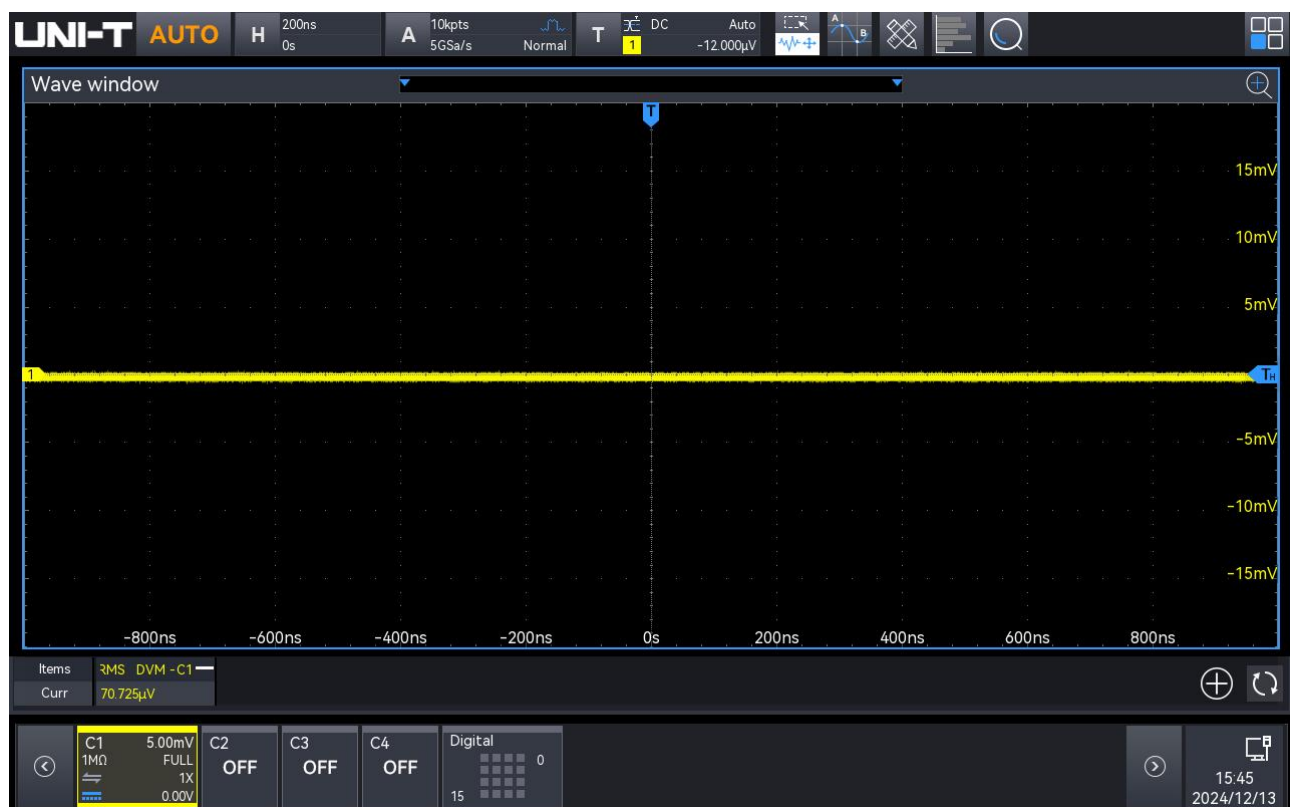 UNI-T AUTO H 200ns 0s A 10kpts 5GSa/s Normal T 1 DC Auto -12.000μV A B
Wave window
T
15mV
10mV
5mV
1
TH
-5mV
-10mV
-15mV
-800ns -600ns -400ns -200ns 0s 200ns 400ns 600ns 800ns
Items RMS DVM-C1
Curr 70.725μV
C1 5.00mV
1MΩ FULL
1X
0.00V
C2
OFF
C3
OFF
C4
OFF
Digital
0
15
15:45
2024/12/13